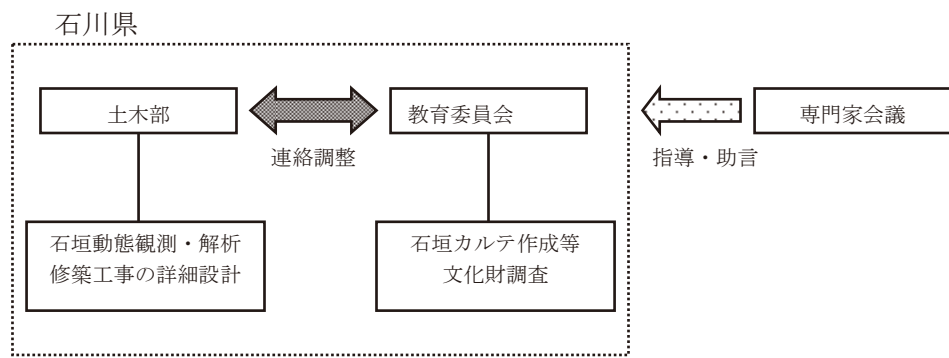 石川県
土木部
教育委員会
専門家会議
連絡調整
指導・助言
石垣動態観測・解析
修築工事の詳細設計
石垣カルテ作成等
文化財調査